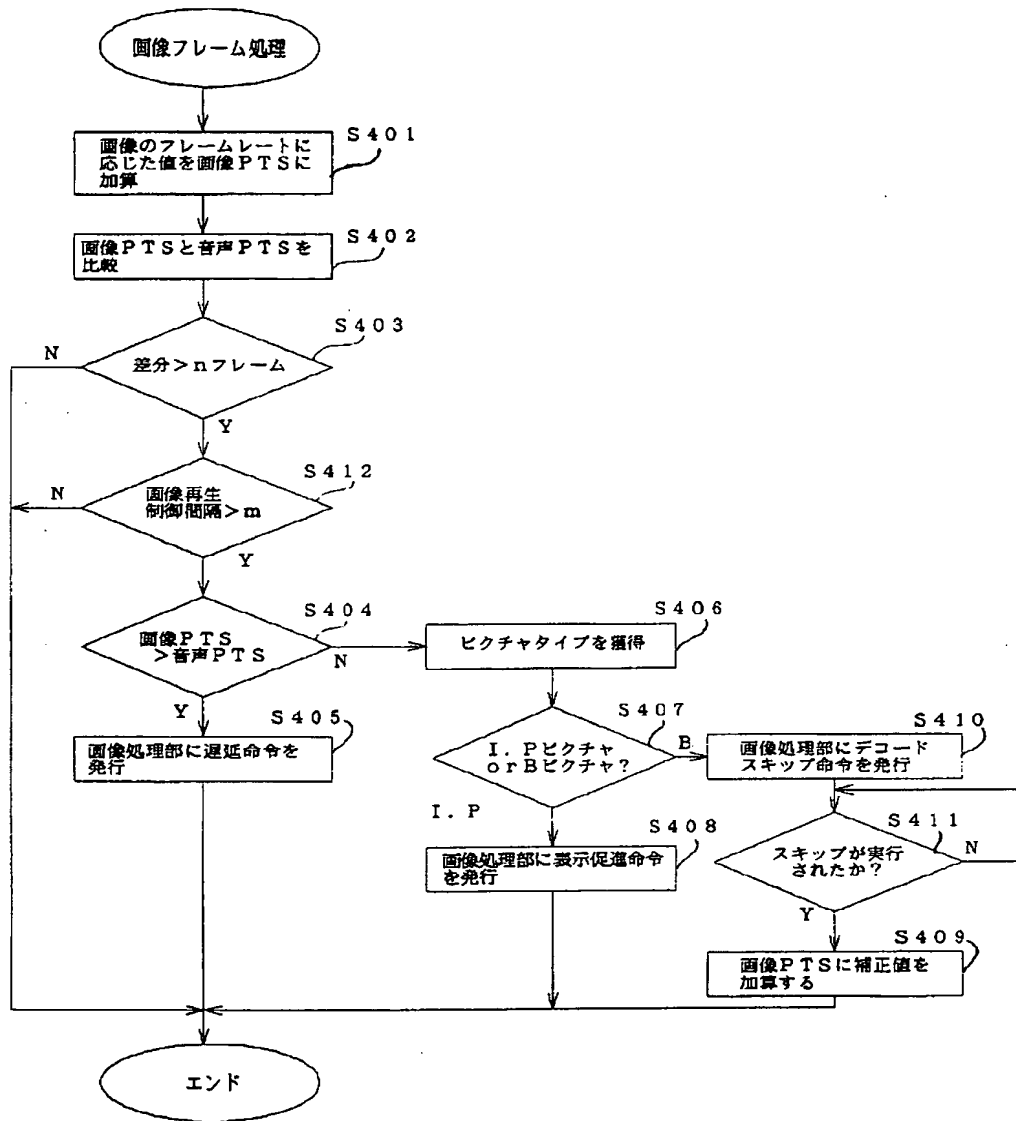 画像フレーム処理
S401
画像のフレームレートに
応じた値を画像PTSに
加算
S402
画像PTSと音声PTSを
比較
S403
N
差分>nフレーム
Y
S412
N
画像再生
制御間隔>m
Y
S404
画像PTS
>音声PTS
N
Y
S406
ピクチャタイプを獲得
S405
画像処理部に遅延命令を
発行
S407
I.Pピクチャ
orBピクチャ?
B
I.P
S410
画像処理部にデコード
スキップ命令を発行
S408
画像処理部に表示促進命令
を発行
S411
スキップが実行
されたか?
N
Y
S409
画像PTSに補正値を
加算する
エンド